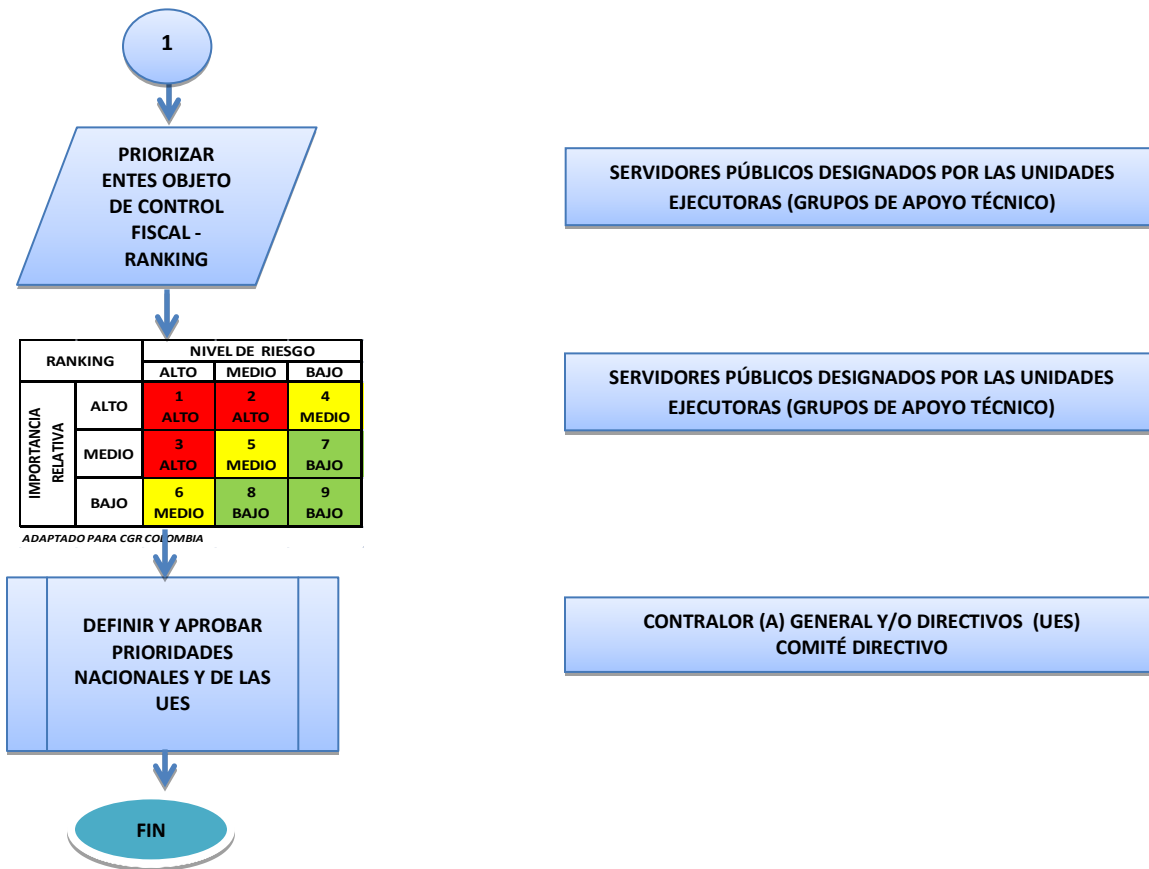 1
PRIORIZAR
ENTES OBJETO
DE CONTROL
FISCAL -
RANKING
SERVIDORES PÚBLICOS DESIGNADOS POR LAS UNIDADES
EJECUTORAS (GRUPOS DE APOYO TÉCNICO)
RANKING
NIVEL DE RIESGO
ALTO MEDIO BAJO
IMPORTANCIA
RELATIVA
ALTO
1 2 4
ALTO ALTO MEDIO
MEDIO
3 5 7
ALTO MEDIO BAJO
BAJO
6 8 9
MEDIO BAJO BAJO
ADAPTADO PARA CGR COLOMBIA
SERVIDORES PÚBLICOS DESIGNADOS POR LAS UNIDADES
EJECUTORAS (GRUPOS DE APOYO TÉCNICO)
DEFINIR Y APROBAR
PRIORIDADES
NACIONALES Y DE LAS
UES
CONTRALOR (A) GENERAL Y/O DIRECTIVOS (UES)
COMITÉ DIRECTIVO
FIN